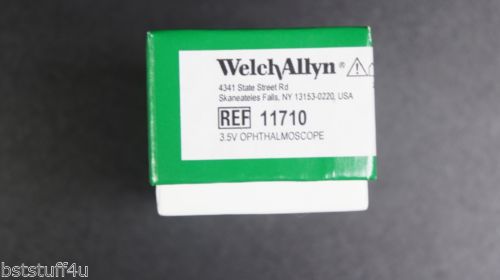 WelchAllyn®
4341 State Street Rd
Skaneateles Falls, NY 13153-0220, USA
REF 11710
3.5V OPHTHALMOSCOPE
bststuff4u